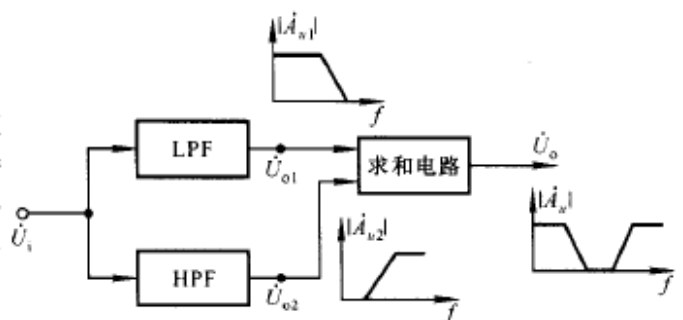 |Ȧu1|
f
LPF
U̇o1
求和电路
U̇o
U̇i
|Ȧu2|
f
|Ȧu|
f
HPF
U̇o2